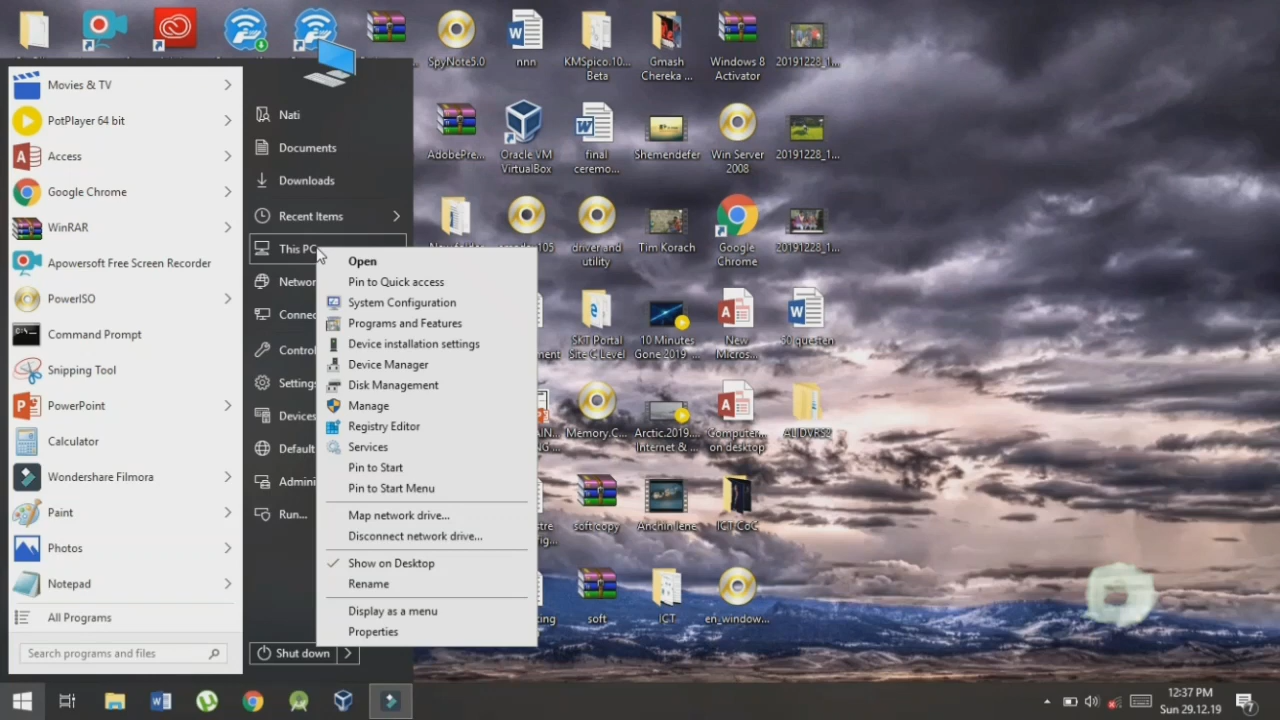 Movies & TV
PotPlayer 64 bit
Access
Google Chrome
WinRAR
Apowersoft Free Screen Recorder
PowerISO
Command Prompt
Snipping Tool
PowerPoint
Calculator
Wondershare Filmora
Paint
Photos
Notepad
All Programs
Search programs and files
Nati
Documents
Downloads
Recent Items
This PC
Networ
Connec
Control
Settings
Devices
Default
Admini
Run...
Shut down
Open
Pin to Quick access
System Configuration
Programs and Features
Device installation settings
Device Manager
Disk Management
Manage
Registry Editor
Services
Pin to Start
Pin to Start Menu
Map network drive...
Disconnect network drive...
Show on Desktop
Rename
Display as a menu
Properties
SpyNote5.0
nnn
KMSpico.10...
Beta
Gmash
Chereka ...
Windows 8
Activator
20191228_1...
AdobePre...
Oracle VM
VirtualBox
final
ceremo...
Shemendefer
Win Server
2008
20191228_1...
driver and
utility
Tim Korach
Google
Chrome
20191228_1...
SKT Portal
Site C Level
10 Minutes
Gone 2019 ...
New
Micros...
50 que ten
Memory.C...
Arctic.2019...
Internet & ...
Computer...
on desktop
ALIDVRS2
soft copy
Anchin lene
ICT CoC
soft
ICT
en_window...
12:37 PM
Sun 29.12.19
7